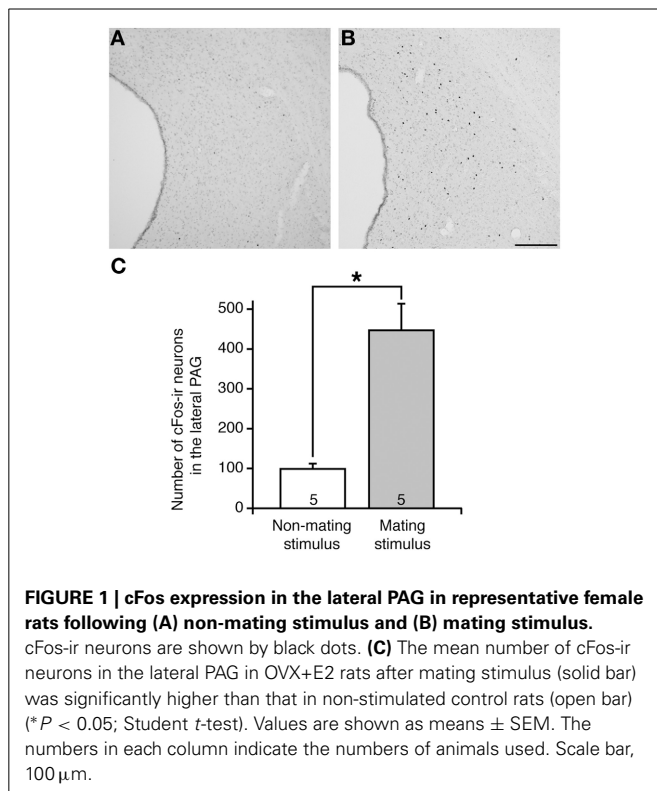 A
B
C
*
500
400
300
200
100
0
Number of cFos-ir neurons
in the lateral PAG
5
5
Non-mating
stimulus
Mating
stimulus
FIGURE 1 | cFos expression in the lateral PAG in representative female
rats following (A) non-mating stimulus and (B) mating stimulus.
cFos-ir neurons are shown by black dots. (C) The mean number of cFos-ir
neurons in the lateral PAG in OVX+E2 rats after mating stimulus (solid bar)
was significantly higher than that in non-stimulated control rats (open bar)
(*P < 0.05; Student t-test). Values are shown as means ± SEM. The
numbers in each column indicate the numbers of animals used. Scale bar,
100 μm.